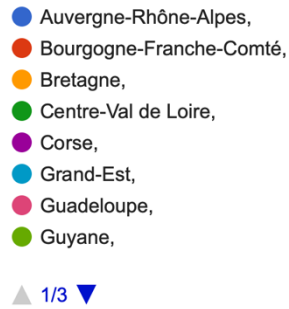 Auvergne-Rhône-Alpes,
Bourgogne-Franche-Comté,
Bretagne,
Centre-Val de Loire,
Corse,
Grand-Est,
Guadeloupe,
Guyane,
1/3